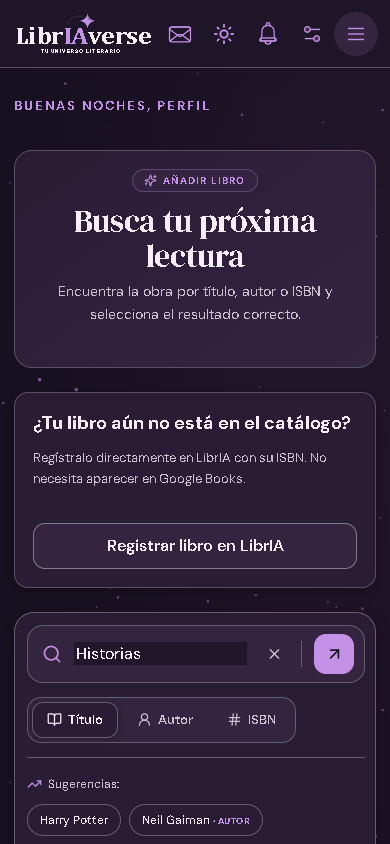 LibrIAverse
TU UNIVERSO LITERARIO
BUENAS NOCHES, PERFIL
AÑADIR LIBRO
Busca tu próxima
lectura
Encuentra la obra por título, autor o ISBN y
selecciona el resultado correcto.
¿Tu libro aún no está en el catálogo?
Regístralo directamente en LibrIA con su ISBN. No
necesita aparecer en Google Books.
Registrar libro en LibrIA
Historias
Título Autor ISBN
Sugerencias:
Harry Potter Neil Gaiman · AUTOR